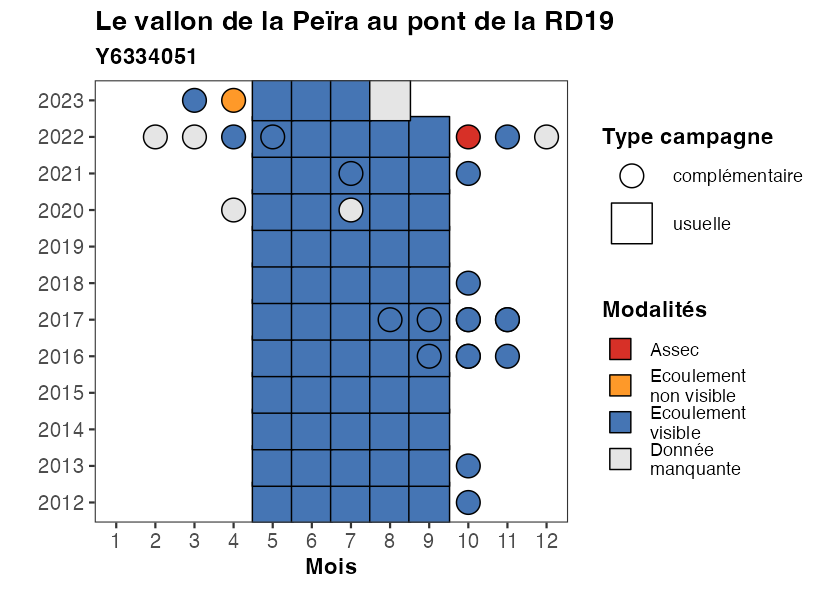 Le vallon de la Peïra au pont de la RD19
Y6334051
2023
2022
2021
2020
2019
2018
2017
2016
2015
2014
2013
2012
1 2 3 4 5 6 7 8 9 10 11 12
Mois
Type campagne
complémentaire
usuelle
Modalités
Assec
Ecoulement
non visible
Ecoulement
visible
Donnée
manquante